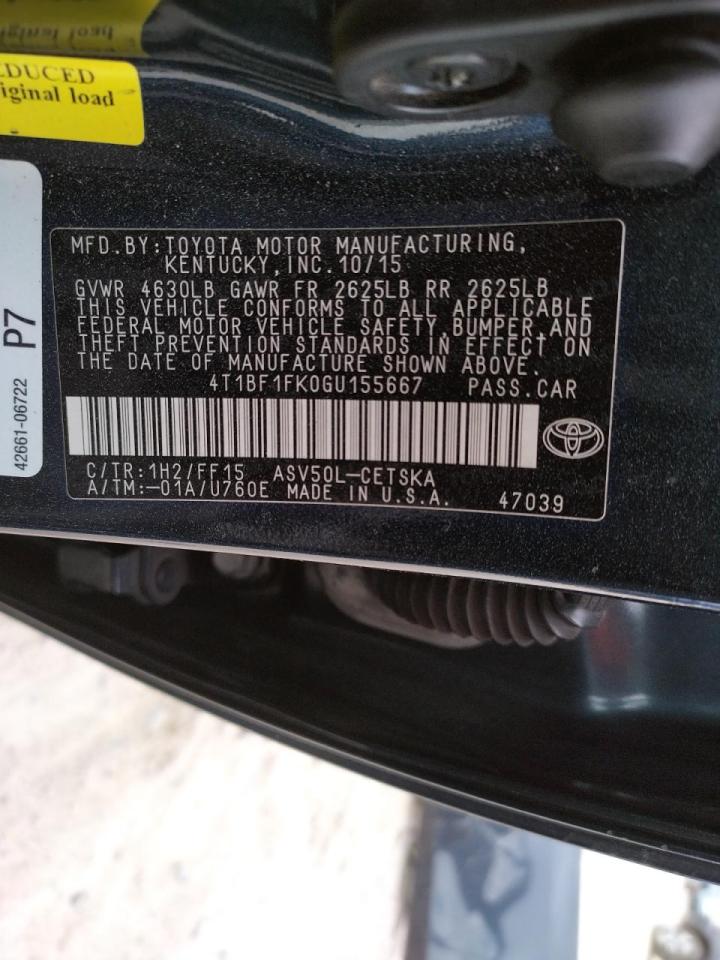 EDUCED
iginal load
P7
42661-06722
MFD.BY:TOYOTA MOTOR MANUFACTURING,
KENTUCKY,INC.10/15
GVWR 4630LB GAWR FR 2625LB RR 2625LB
THIS VEHICLE CONFORMS TO ALL APPLICABLE
FEDERAL MOTOR VEHICLE SAFETY,BUMPER,AND
THEFT PREVENTION STANDARDS IN EFFECT ON
THE DATE OF MANUFACTURE SHOWN ABOVE.
4T1BF1FK0GU155667 PASS.CAR
C/TR:1H2/FF15 ASV50L-CETSKA
A/TM:-01A/U760E MADE IN U.S.A. 47039